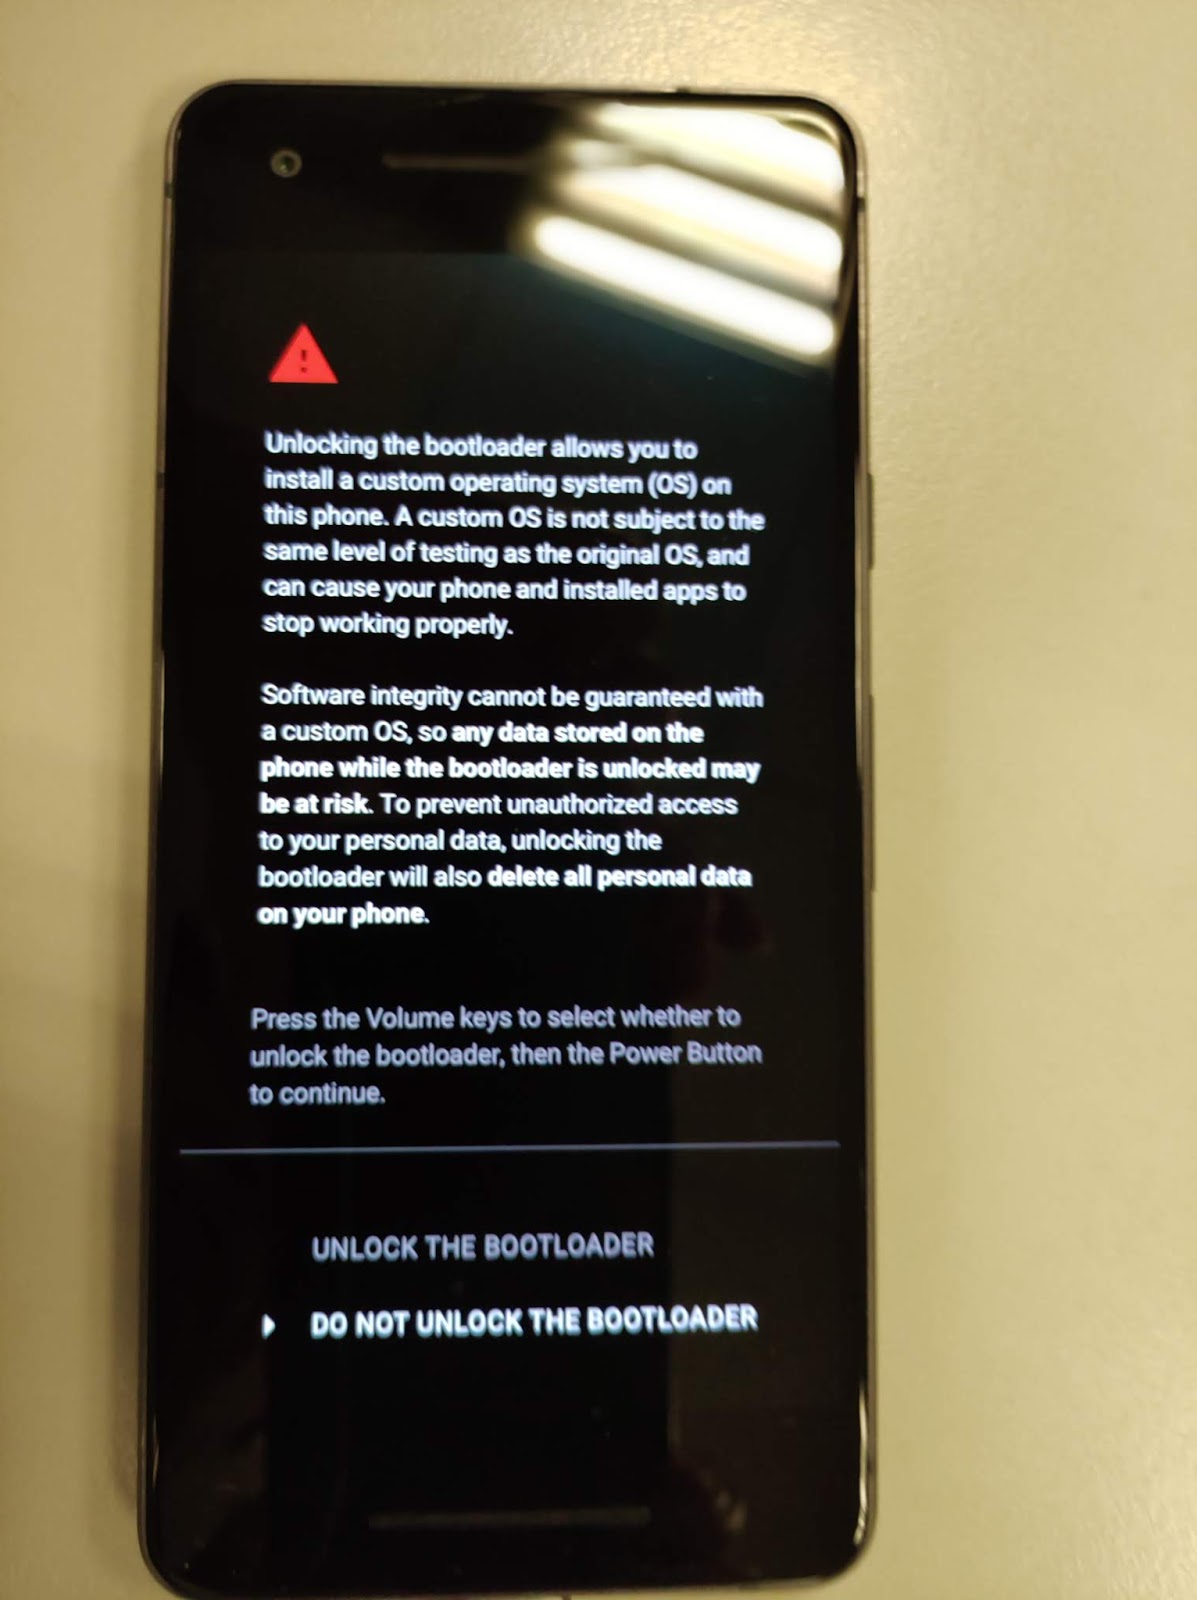 Unlocking the bootloader allows you to
install a custom operating system (OS) on
this phone. A custom OS is not subject to the
same level of testing as the original OS, and
can cause your phone and installed apps to
stop working properly.
Software integrity cannot be guaranteed with
a custom OS, so any data stored on the
phone while the bootloader is unlocked may
be at risk. To prevent unauthorized access
to your personal data, unlocking the
bootloader will also delete all personal data
on your phone.
Press the Volume keys to select whether to
unlock the bootloader, then the Power Button
to continue.
UNLOCK THE BOOTLOADER
DO NOT UNLOCK THE BOOTLOADER